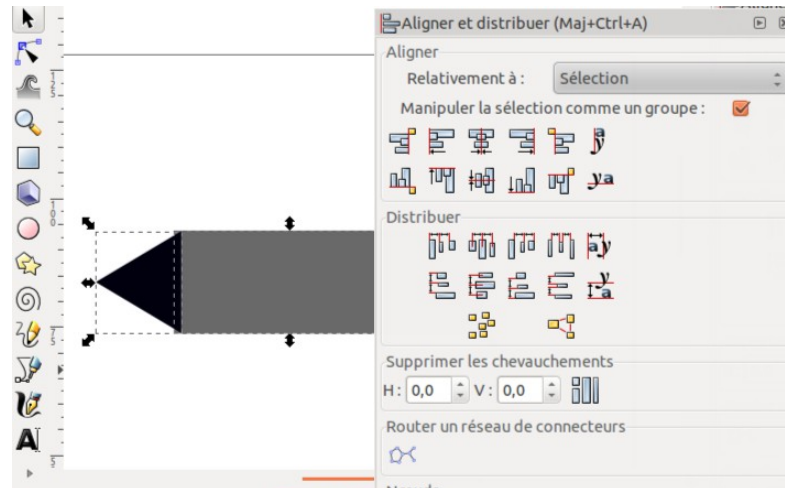 Aligner et distribuer (Maj+Ctrl+A)
Aligner
Relativement à : Sélection
Manipuler la sélection comme un groupe :
Distribuer
Supprimer les chevauchements
H : 0,0 V : 0,0
Router un réseau de connecteurs